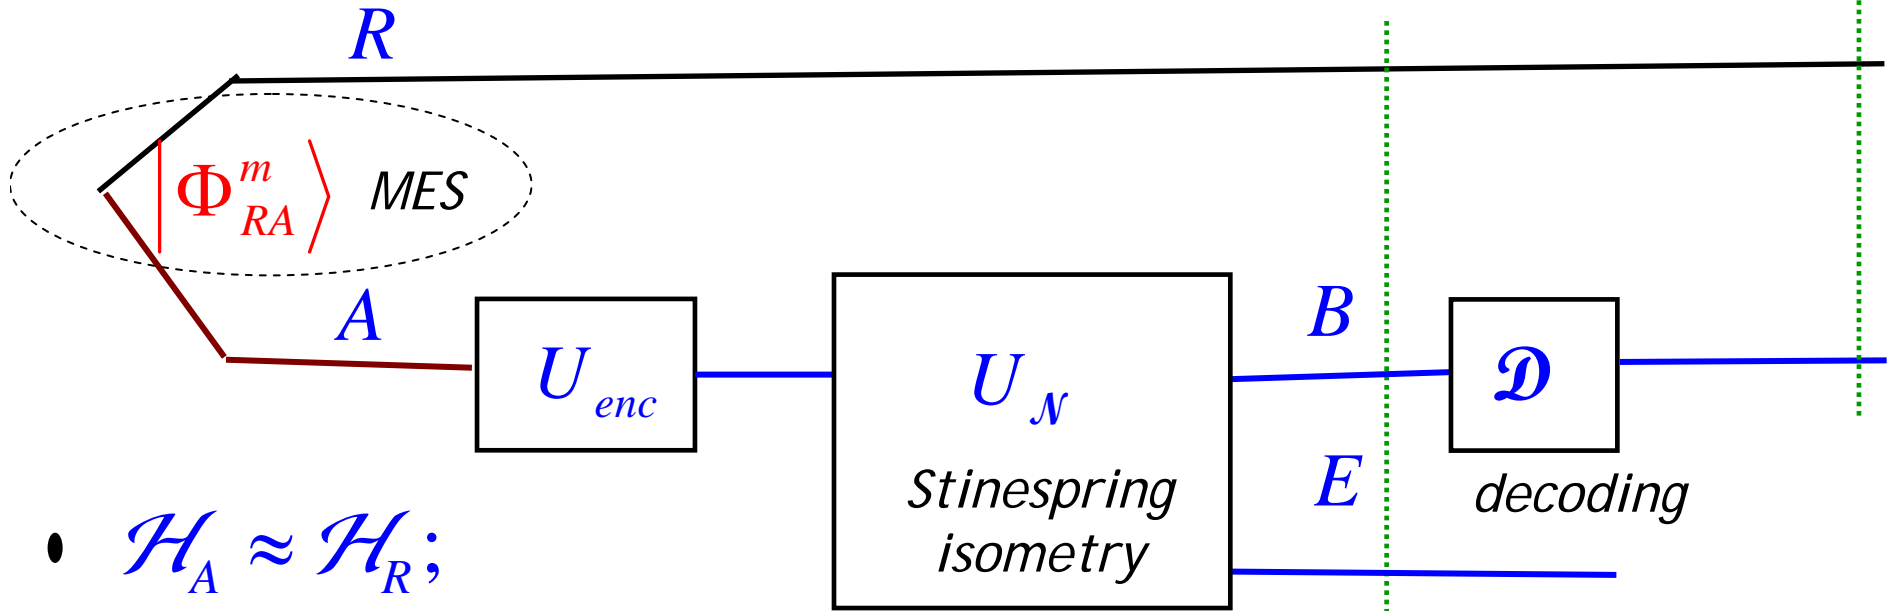 R
|Φ^m_RA⟩ MES
A
U_enc
U_𝒩
Stinespring
isometry
B
E
𝒟
decoding
• ℋ_A ≈ ℋ_R ;